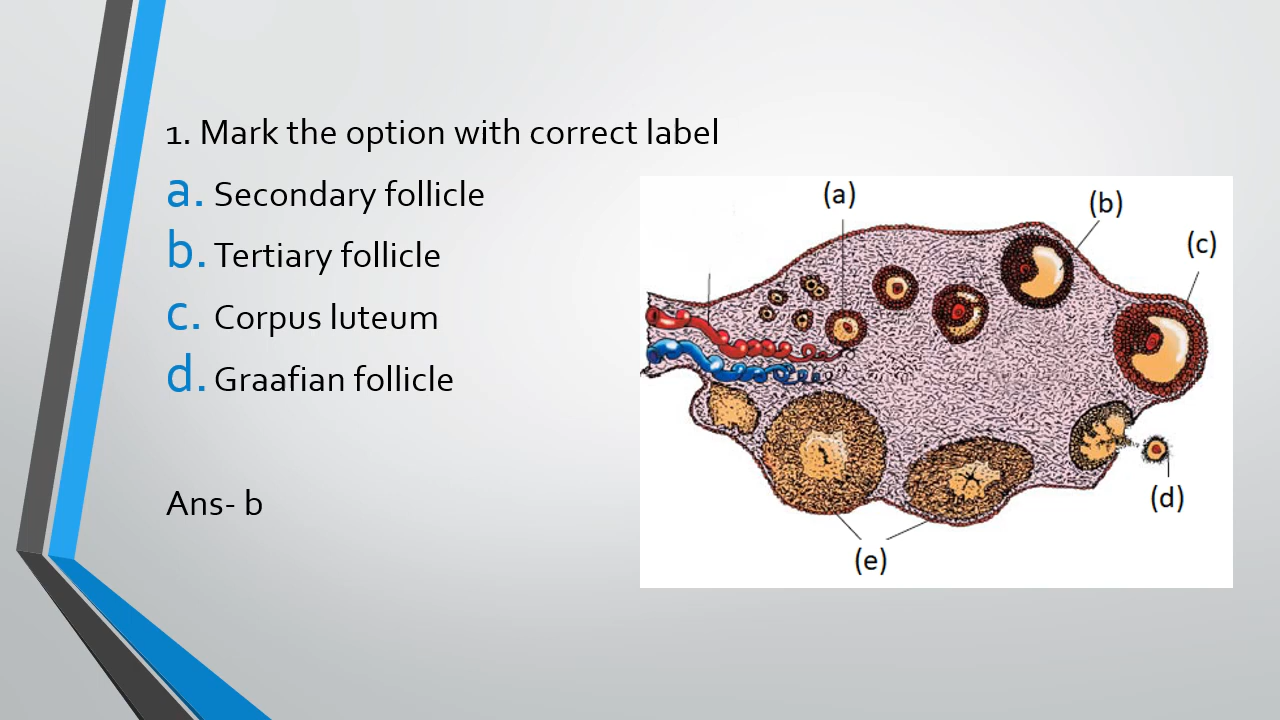 1. Mark the option with correct label
a. Secondary follicle
b. Tertiary follicle
c. Corpus luteum
d. Graafian follicle
Ans- b
(a)
(b)
(c)
(d)
(e)